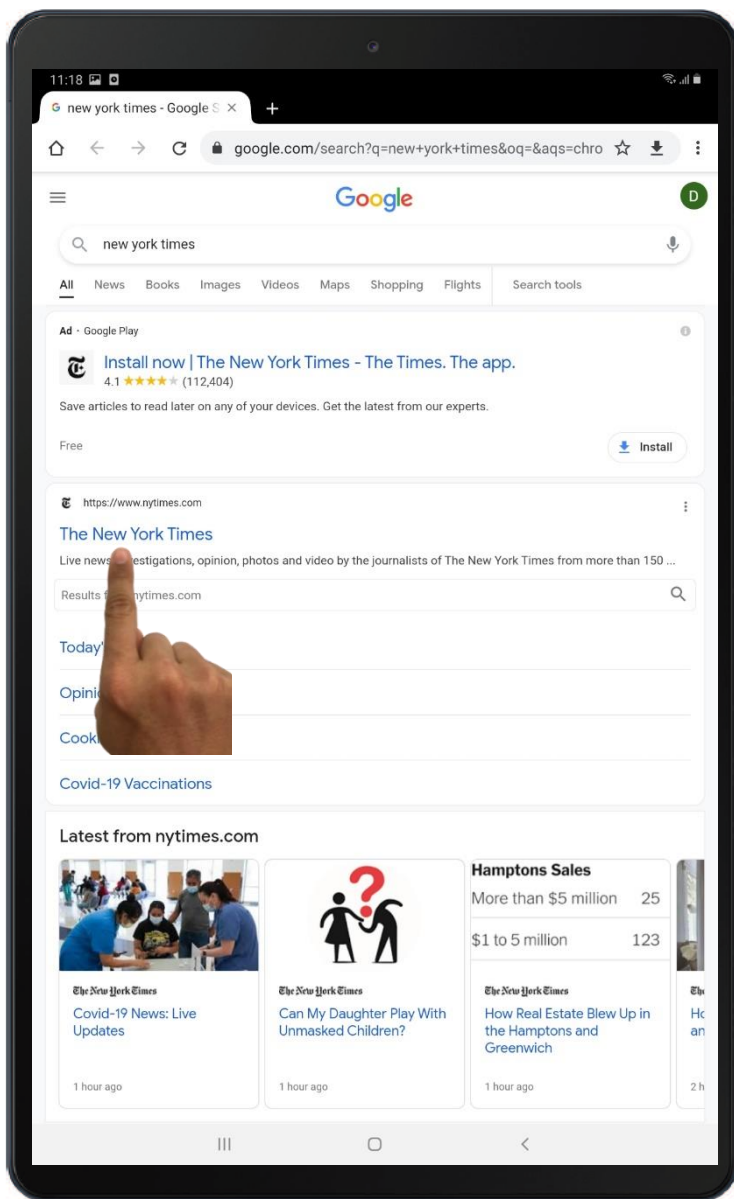 11:18
new york times - Google S
google.com/search?q=new+york+times&oq=&aqs=chro
Google
D
new york times
All News Books Images Videos Maps Shopping Flights Search tools
Ad · Google Play
Install now | The New York Times - The Times. The app.
4.1 (112,404)
Save articles to read later on any of your devices. Get the latest from our experts.
Free
Install
https://www.nytimes.com
The New York Times
Live news, estigations, opinion, photos and video by the journalists of The New York Times from more than 150 ...
Results nytimes.com
Today'
Opini
Cook
Covid-19 Vaccinations
Latest from nytimes.com
Hamptons Sales
More than $5 million 25
$1 to 5 million 123
The New York Times
Covid-19 News: Live
Updates
1 hour ago
The New York Times
Can My Daughter Play With
Unmasked Children?
1 hour ago
The New York Times
How Real Estate Blew Up in
the Hamptons and
Greenwich
1 hour ago
The
Ho
an
2 h